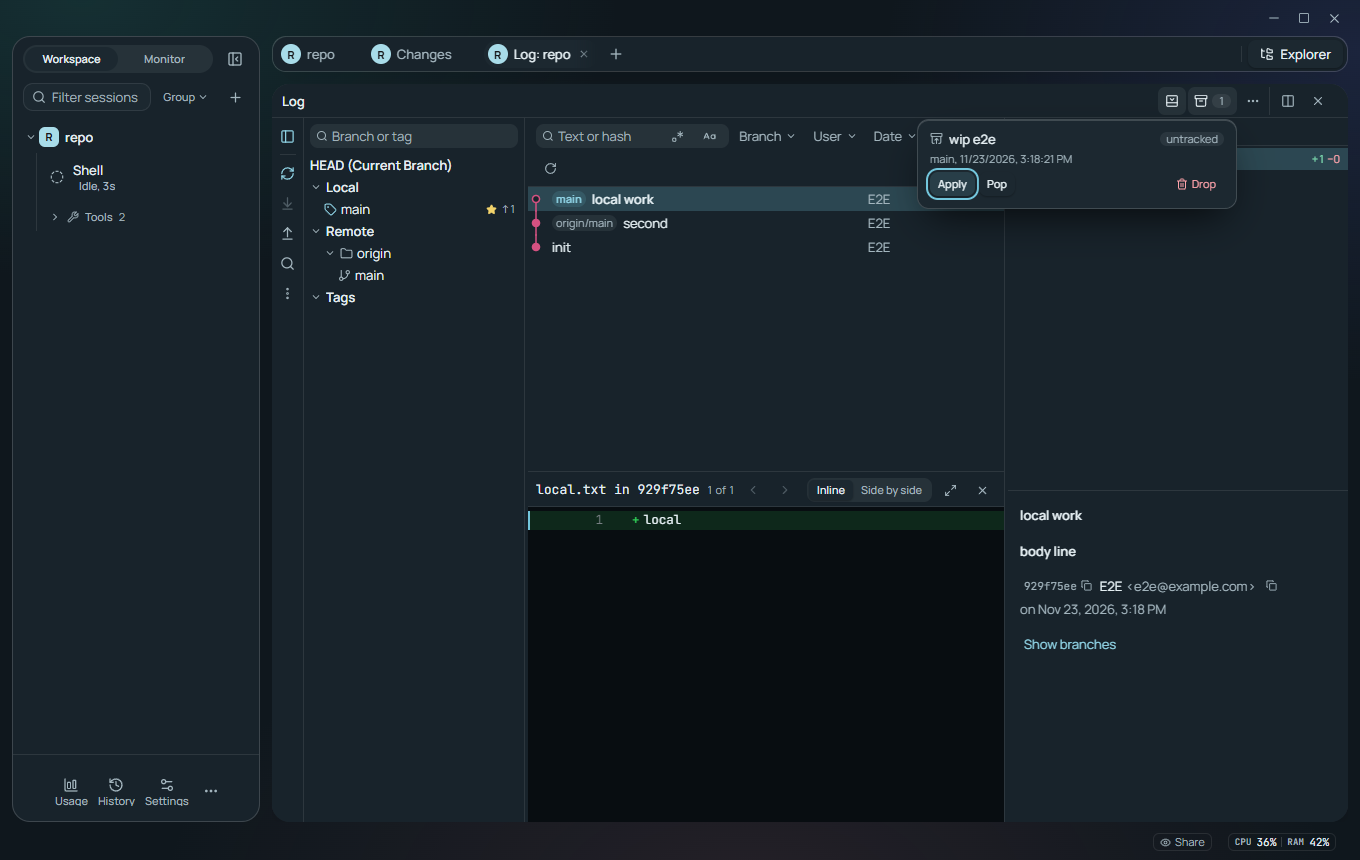 Workspace
Monitor
Filter sessions
Group
R repo
Shell
Idle, 3s
Tools 2
Usage
History
Settings
R repo
R Changes
R Log: repo
Explorer
Log
1
Branch or tag
HEAD (Current Branch)
Local
main ↑1
Remote
origin
main
Tags
Text or hash .* Aa
Branch
User
Date
main local work E2E
origin/main second E2E
init E2E
wip e2e untracked
main, 11/23/2026, 3:18:21 PM
Apply Pop Drop
+1 −0
local.txt in 929f75ee 1 of 1
Inline Side by side
1 + local
local work
body line
929f75ee E2E <e2e@example.com>
on Nov 23, 2026, 3:18 PM
Show branches
Share
CPU 36% RAM 42%